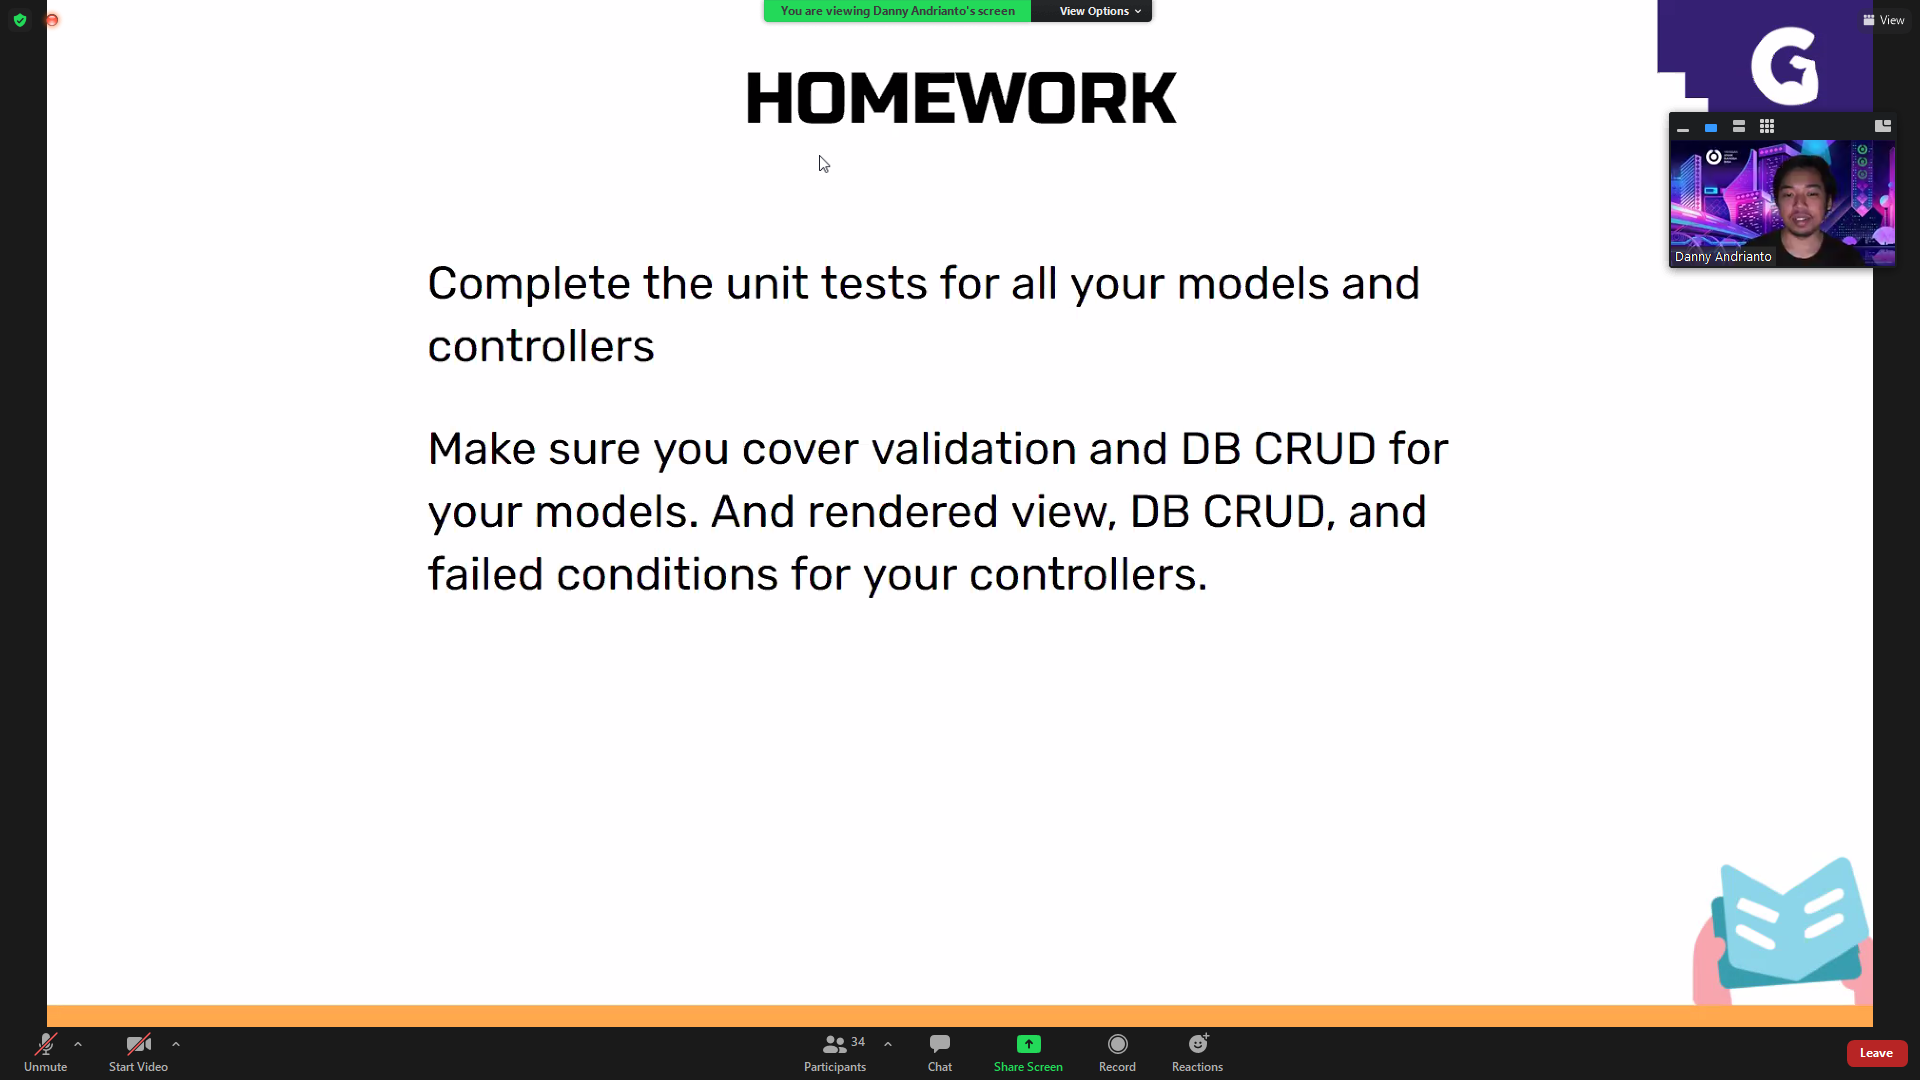 You are viewing Danny Andrianto's screen
View Options
View
HOMEWORK
G
Danny Andrianto
Complete the unit tests for all your models and
controllers
Make sure you cover validation and DB CRUD for
your models. And rendered view, DB CRUD, and
failed conditions for your controllers.
Unmute
Start Video
34
Participants
Chat
Share Screen
Record
Reactions
Leave